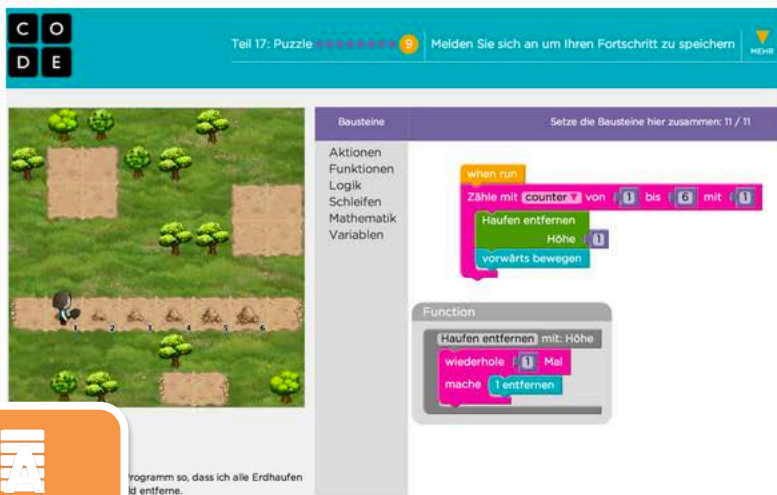 C O
D E
Teil 17: Puzzle 9 Melden Sie sich an um Ihren Fortschritt zu speichern
MEHR
Bausteine
Setze die Bausteine hier zusammen: 11 / 11
Aktionen
Funktionen
Logik
Schleifen
Mathematik
Variablen
when run
Zähle mit counter von 1 bis 6 mit 1
Haufen entfernen
Höhe 1
vorwärts bewegen
1 2 3 4 5 6
Function
Haufen entfernen mit: Höhe
wiederhole 1 Mal
mache 1 entfernen
rogramm so, dass ich alle Erdhaufen
ld entferne.